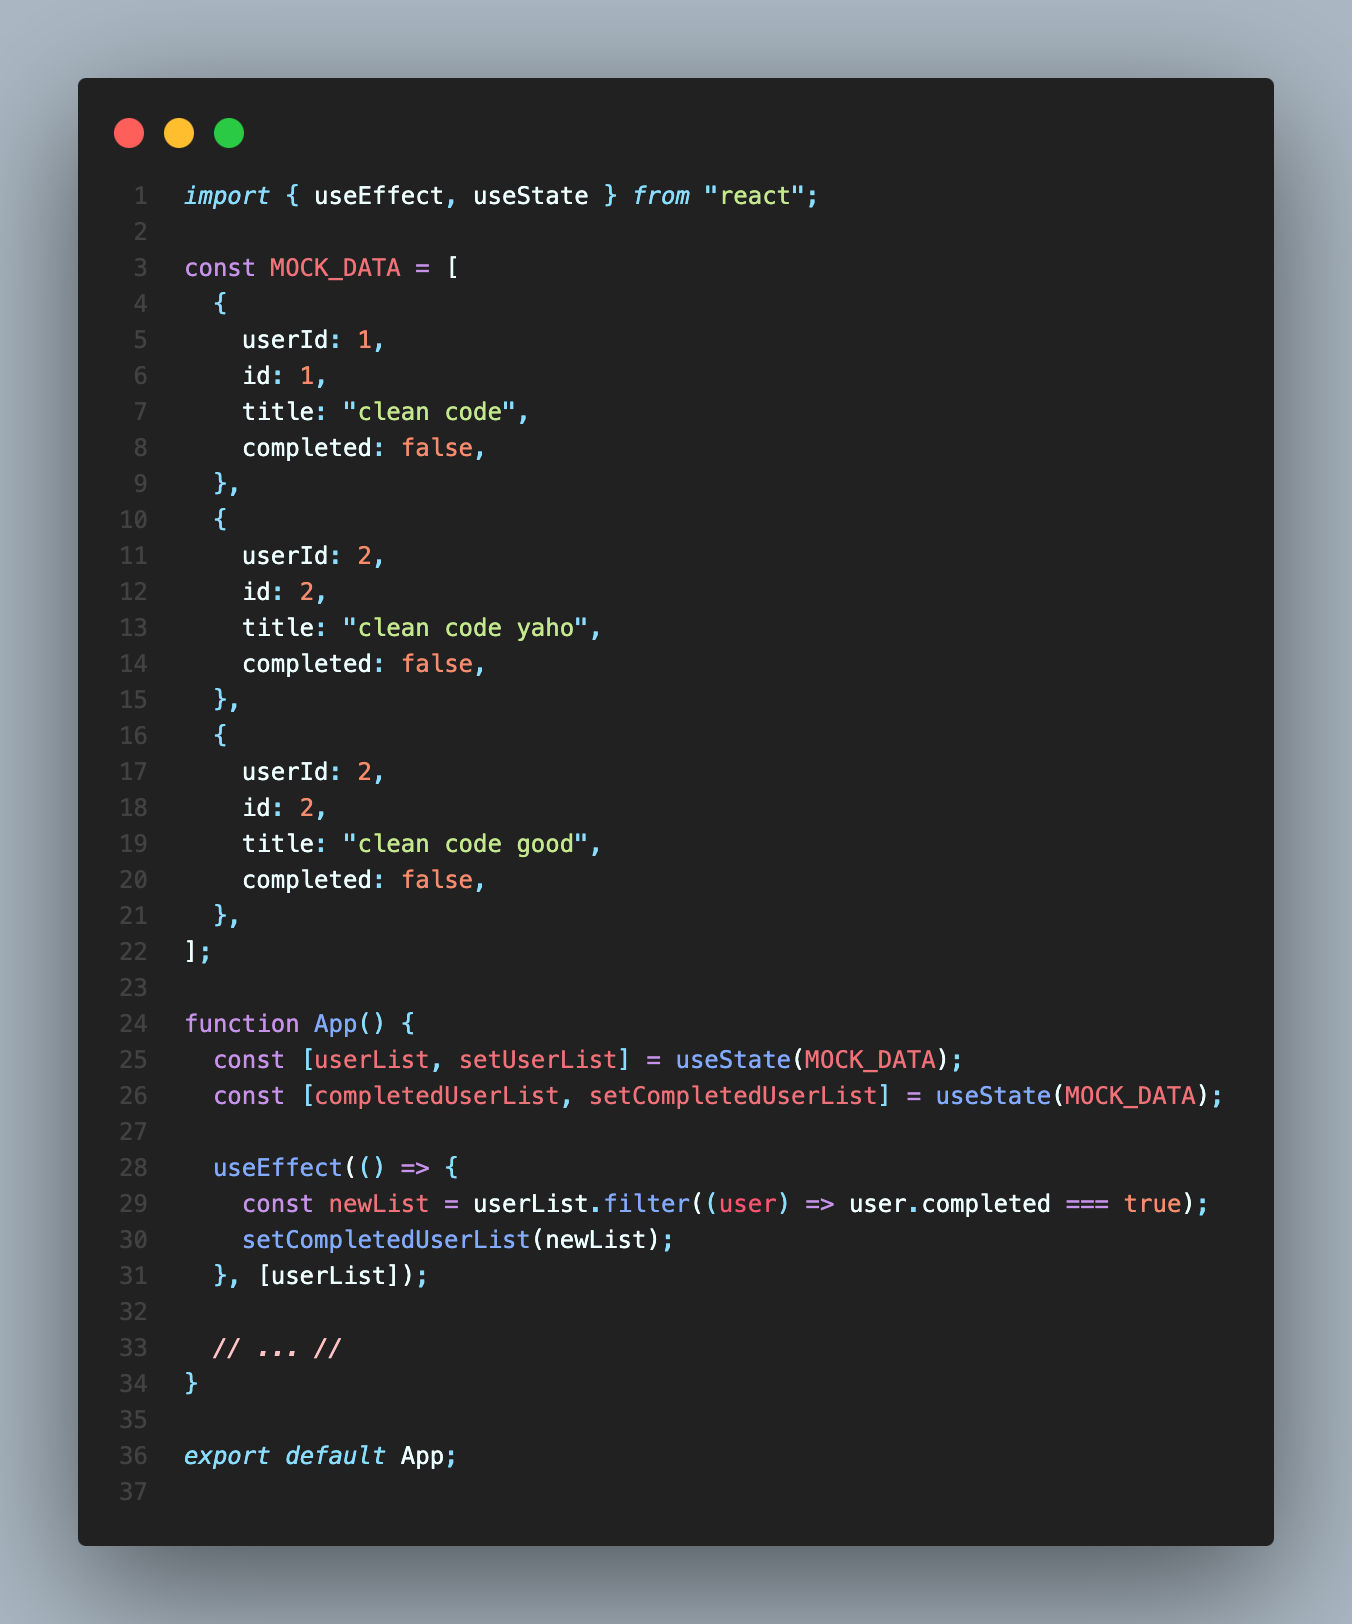 1 import { useEffect, useState } from "react";
2
3 const MOCK_DATA = [
4   {
5     userId: 1,
6     id: 1,
7     title: "clean code",
8     completed: false,
9   },
10   {
11     userId: 2,
12     id: 2,
13     title: "clean code yaho",
14     completed: false,
15   },
16   {
17     userId: 2,
18     id: 2,
19     title: "clean code good",
20     completed: false,
21   },
22 ];
23
24 function App() {
25   const [userList, setUserList] = useState(MOCK_DATA);
26   const [completedUserList, setCompletedUserList] = useState(MOCK_DATA);
27
28   useEffect(() => {
29     const newList = userList.filter((user) => user.completed === true);
30     setCompletedUserList(newList);
31   }, [userList]);
32
33   // ... //
34 }
35
36 export default App;
37